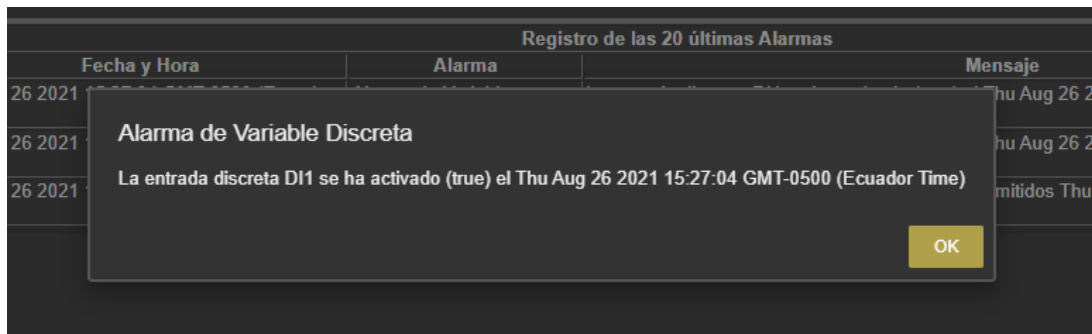 Registro de las 20 últimas Alarmas
Fecha y Hora Alarma Mensaje
26 2021 Thu Aug 26 2
Alarma de Variable Discreta
26 2021 hu Aug 26 2
La entrada discreta DI1 se ha activado (true) el Thu Aug 26 2021 15:27:04 GMT-0500 (Ecuador Time)
26 2021 mitidos Thu
OK